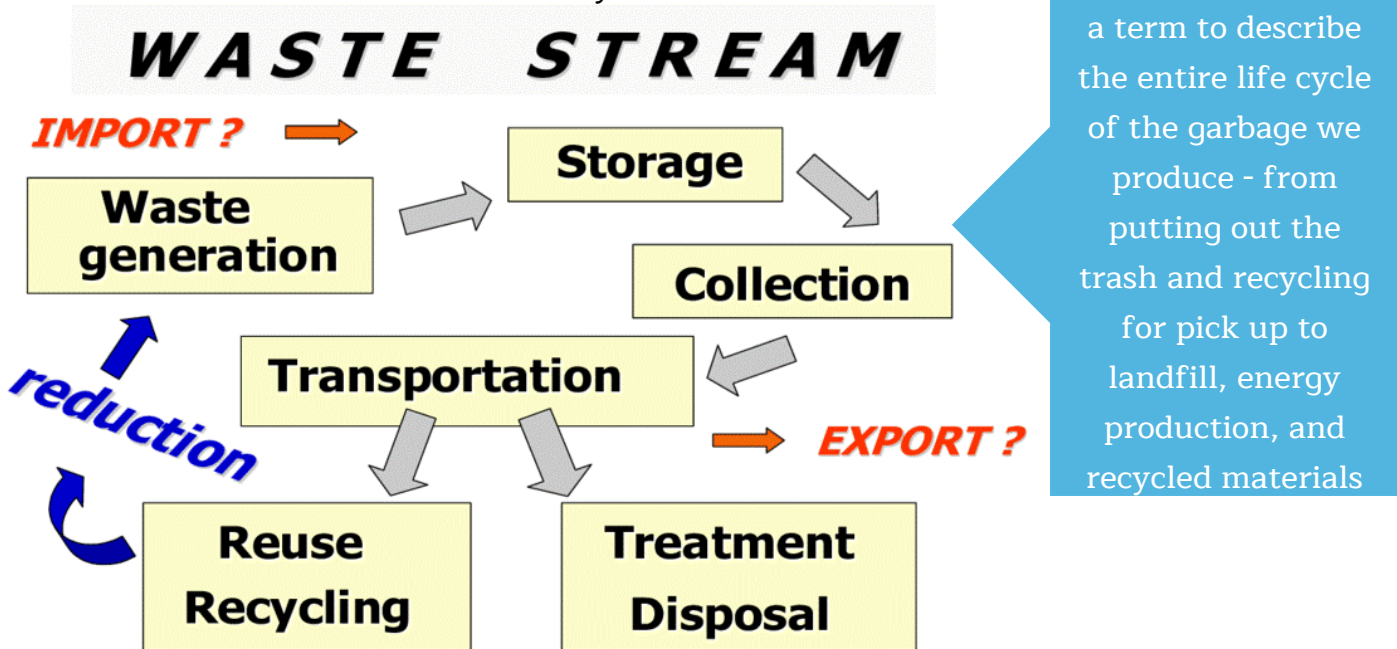 WASTE STREAM
IMPORT ?
Storage
Waste
generation
Collection
Transportation
reduction
EXPORT ?
Reuse
Recycling
Treatment
Disposal
a term to describe
the entire life cycle
of the garbage we
produce - from
putting out the
trash and recycling
for pick up to
landfill, energy
production, and
recycled materials